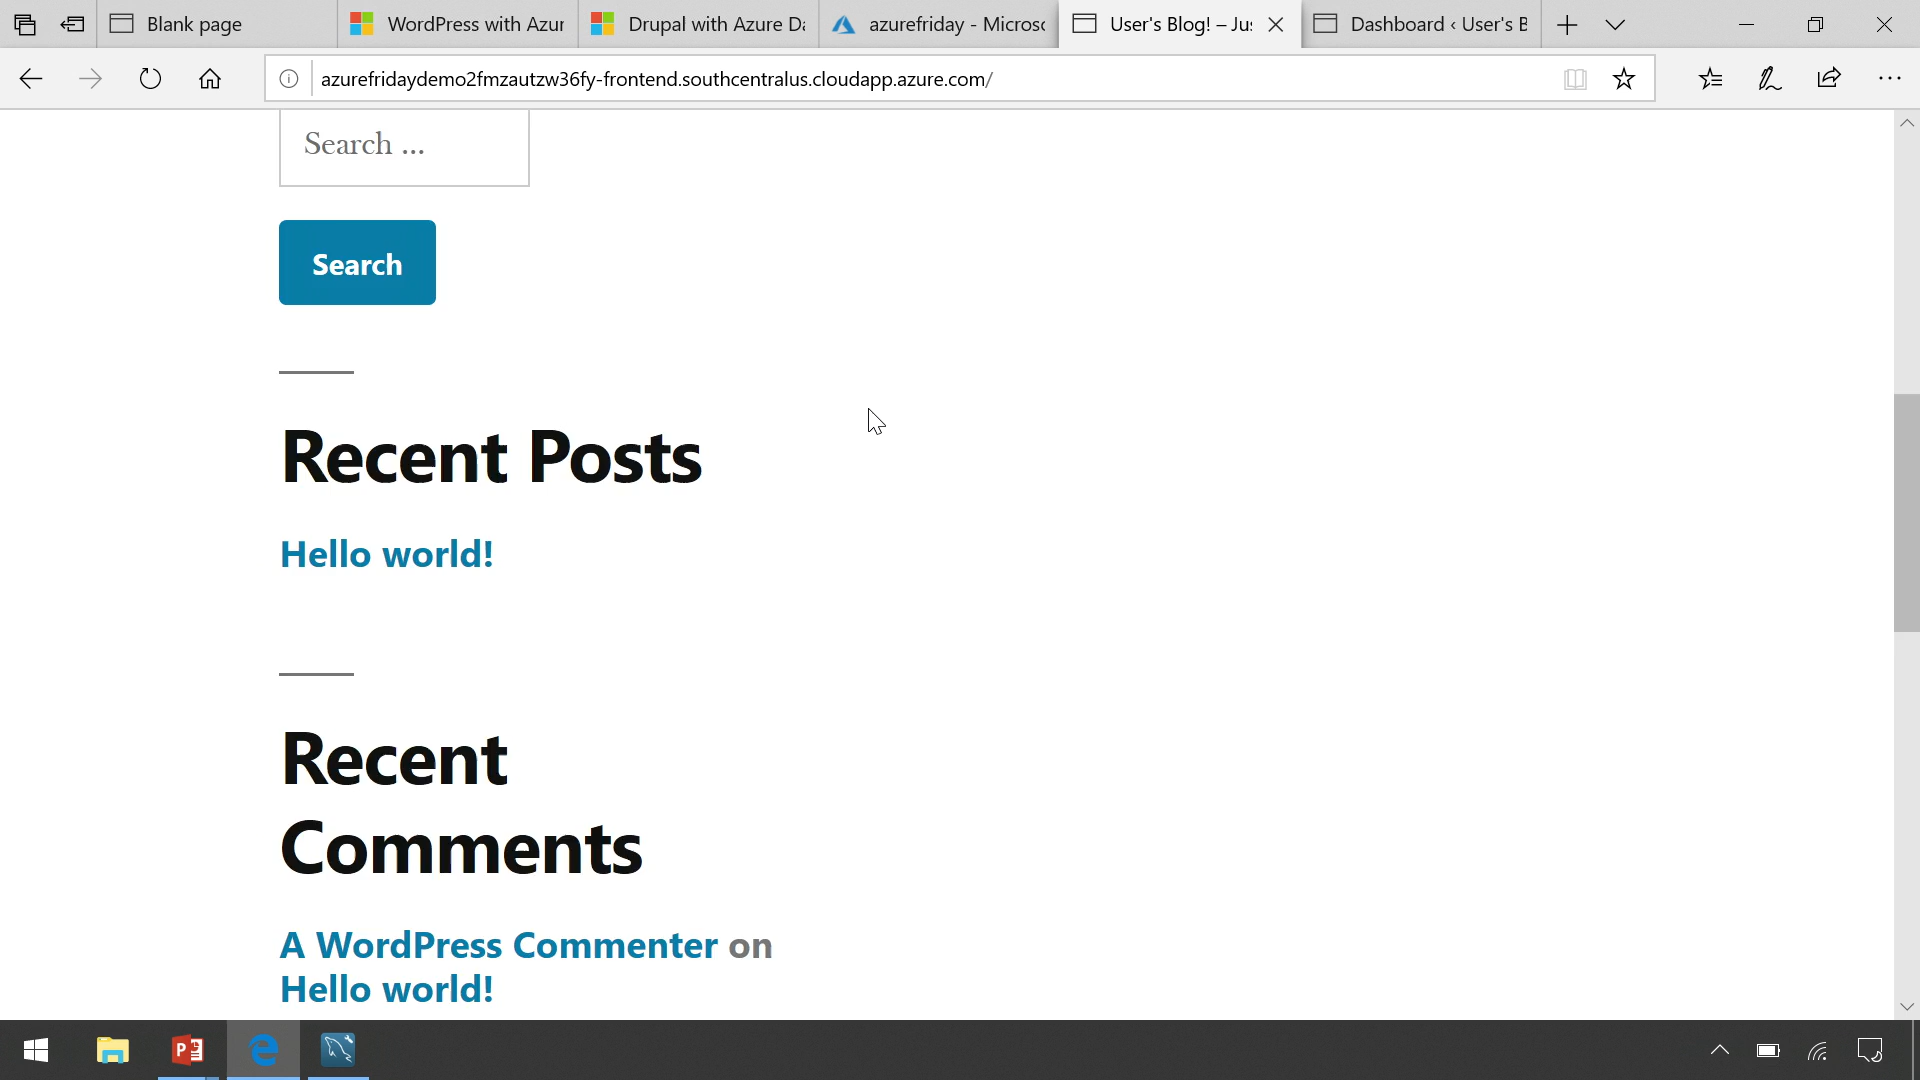 Blank page
WordPress with Azur
Drupal with Azure Da
azurefriday - Microso
User's Blog! – Jus
Dashboard ‹ User's B
azurefridaydemo2fmzautzw36fy-frontend.southcentralus.cloudapp.azure.com/
Search ...
Search
Recent Posts
Hello world!
Recent
Comments
A WordPress Commenter on
Hello world!